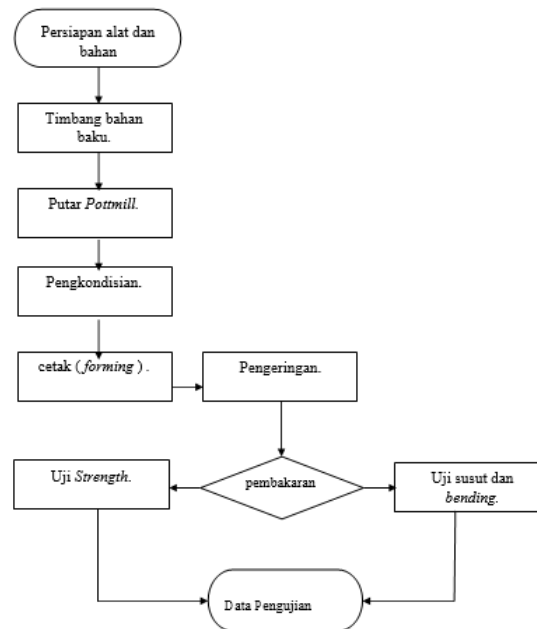 Persiapan alat dan
bahan
Timbang bahan
baku.
Putar Pottmill.
Pengkondisian.
cetak ( forming ) .
Pengeringan.
Uji Strength.
pembakaran
Uji susut dan
bending.
Data Pengujian